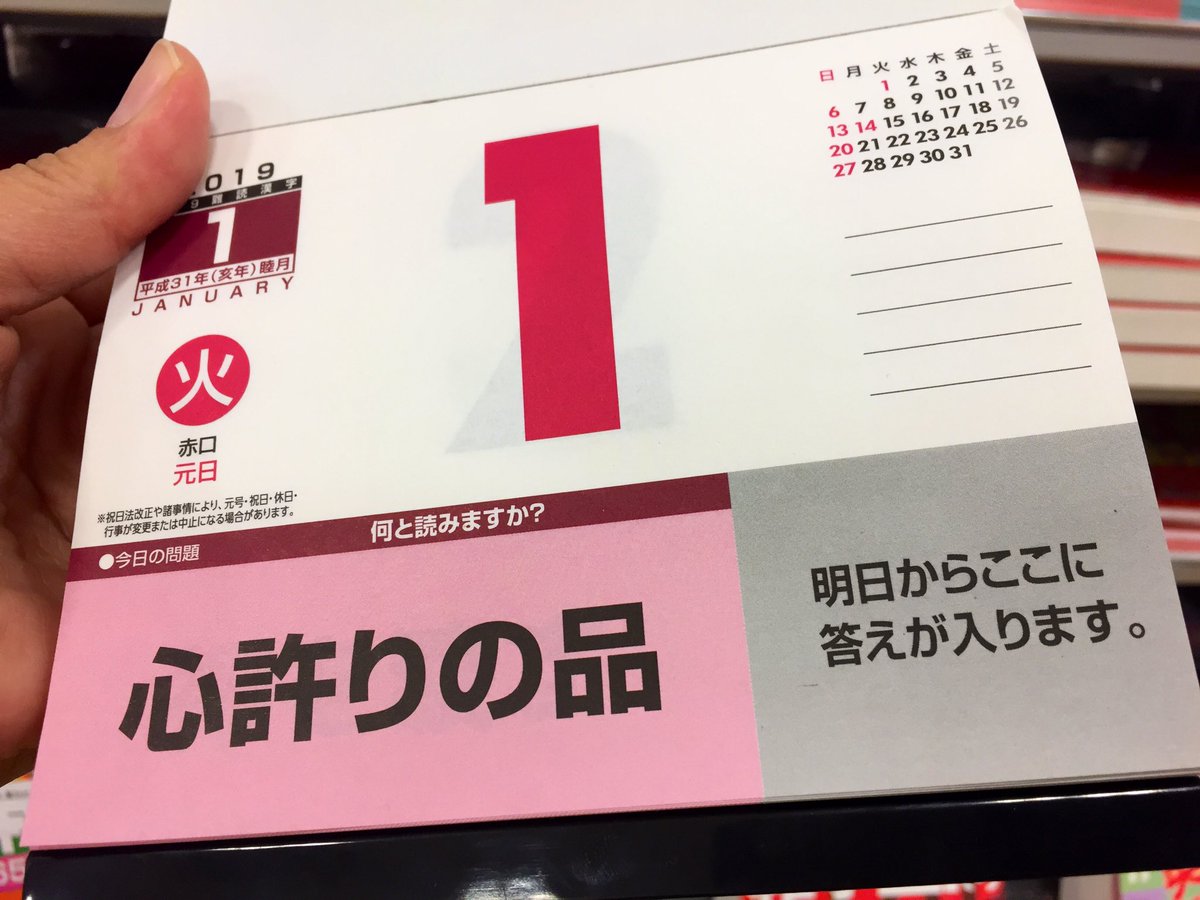 2019
難読漢字
1
平成31年(亥年)睦月
JANUARY
火
赤口
元日
※祝日法改正や諸事情により、元号・祝日・休日・
行事が変更または中止になる場合があります。
1
日 月 火 水 木 金 土
1 2 3 4 5
6 7 8 9 10 11 12
13 14 15 16 17 18 19
20 21 22 23 24 25 26
27 28 29 30 31
何と読みますか?
●今日の問題
心許りの品
明日からここに
答えが入ります。